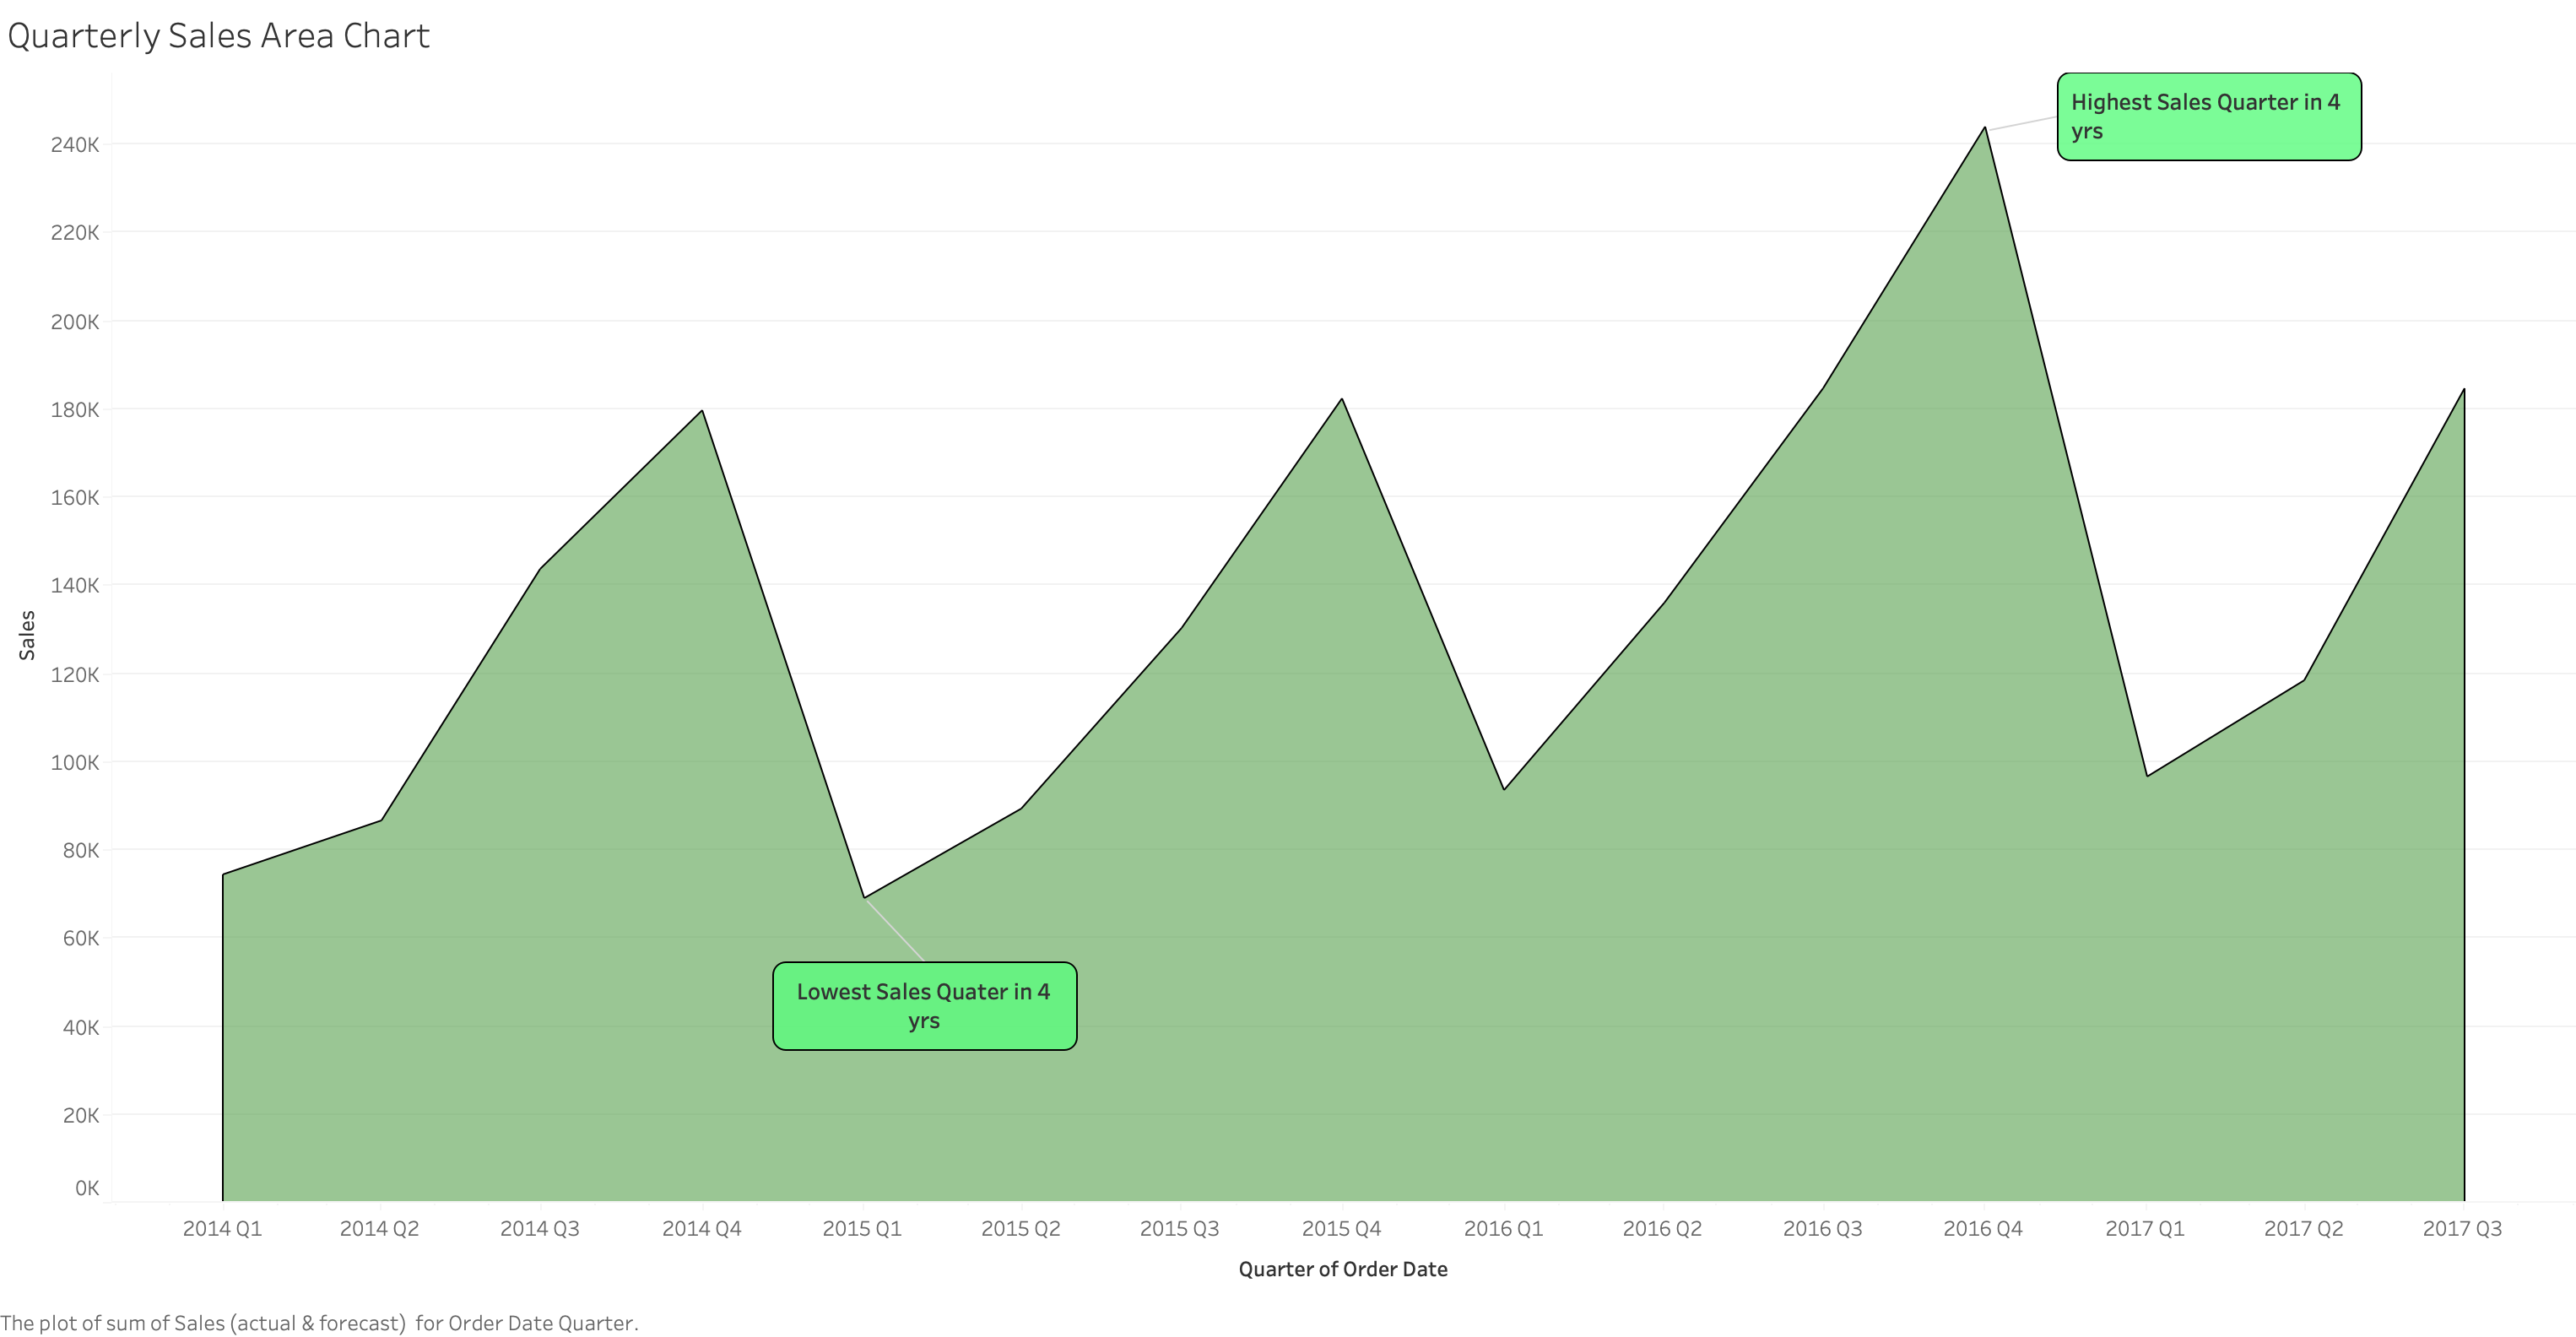 Quarterly Sales Area Chart
Highest Sales Quarter in 4
yrs
240K
220K
200K
180K
160K
140K
120K
100K
80K
60K
40K
20K
0K
Sales
Lowest Sales Quater in 4
yrs
2014 Q1 2014 Q2 2014 Q3 2014 Q4 2015 Q1 2015 Q2 2015 Q3 2015 Q4 2016 Q1 2016 Q2 2016 Q3 2016 Q4 2017 Q1 2017 Q2 2017 Q3
Quarter of Order Date
The plot of sum of Sales (actual & forecast)  for Order Date Quarter.